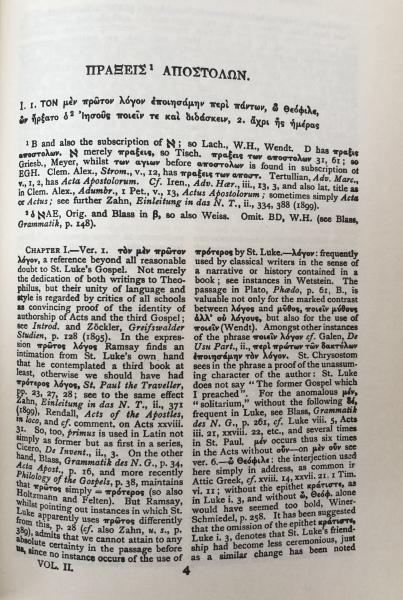 ΠΡΑΞΕΙΣ¹ ΑΠΟΣΤΟΛΩΝ.
I. 1. ΤΟΝ μὲν πρῶτον λόγον ἐποιησάμην περὶ πάντων, ὦ Θεόφιλε,
ὧν ἤρξατο ὁ² Ἰησοῦς ποιεῖν τε καὶ διδάσκειν, 2. ἄχρι ἧς ἡμέρας
¹ B and also the subscription of א; so Lach., W.H., Wendt. D has πραξις
αποστολων. א merely πραξεις, so Tisch. πραξεις των αποστολων 31, 61; so
Griesb., Meyer, whilst των αγιων before αποστολων is found in subscription of
EGH. Clem. Alex., Strom., v., 12, has πραξεις των αποστ. Tertullian, Adv. Marc.,
v., 1, 2, has Acta Apostolorum. Cf. Iren., Adv. Hær., iii., 13, 3, and also lat. title as
in Clem. Alex., Adumbr., 1 Pet., v., 13, Actus Apostolorum; sometimes simply Acta
or Actus; see further Zahn, Einleitung in das N. T., ii., 334, 388 (1899).
² ὁ אAE, Orig. and Blass in β, so also Weiss. Omit. BD, W.H. (see Blass,
Grammatik, p. 148).
CHAPTER I.—Ver. 1. τὸν μὲν πρῶτον
λόγον, a reference beyond all reasonable
doubt to St. Luke's Gospel. Not merely
the dedication of both writings to Theo-
philus, but their unity of language and
style is regarded by critics of all schools
as convincing proof of the identity of
authorship of Acts and the third Gospel;
see Introd. and Zöckler, Greifswalder
Studien, p. 128 (1895). In the expres-
sion πρῶτον λόγον Ramsay finds an
intimation from St. Luke's own hand
that he contemplated a third book at
least, otherwise we should have had
πρότερος λόγος, St. Paul the Traveller,
pp. 23, 27, 28; see to the same effect
Zahn, Einleitung in das N. T., ii., 371
(1899), Rendall, Acts of the Apostles,
in loco, and cf. comment. on Acts xxviii.
31. So, too, primus is used in Latin not
simply as former but as first in a series,
Cicero, De Invent., ii., 3. On the other
hand, Blass, Grammatik des N. G., p. 34,
Acta Apost., p. 16, and more recently
Philology of the Gospels, p. 38, maintains
that πρῶτον simply = πρότερον (so also
Holtzmann and Felten). But Ramsay,
whilst pointing out instances in which St.
Luke apparently uses πρῶτος differently
from this, p. 28 (cf. also Zahn, u. s., p.
389), admits that we cannot attain to any
absolute certainty in the passage before
us, since no instance occurs of the use of
πρότερος by St. Luke.—λόγον: frequently
used by classical writers in the sense of
a narrative or history contained in a
book; see instances in Wetstein. The
passage in Plato, Phædo, p. 61, B., is
valuable not only for the marked contrast
between λόγος and μῦθος, ποιεῖν μύθους
ἀλλ' οὐ λόγους, but also for the use of
ποιεῖν (Wendt). Amongst other instances
of the phrase ποιεῖν λόγον cf. Galen, De
Usu Part., ii., περὶ πρώτων τῶν δακτύλων
ἐποιησάμην τὸν λόγον. St. Chrysostom
sees in the phrase a proof of the unassum-
ing character of the author: St. Luke
does not say "The former Gospel which
I preached". For the anomalous μὲν,
"solitarium," without the following δέ,
frequent in Luke, see Blass, Grammatik
des N. G., p. 261, cf. Luke viii. 5, Acts
iii. 21, xxviii. 22, etc., and several times
in St. Paul. μὲν occurs thus six times
in the Acts without οὖν—on μὲν οὖν see
ver. 6.—ὦ Θεόφιλε: the interjection used
here simply in address, as common in
Attic Greek, cf. xviii. 14, xxvii. 21, 1 Tim.
vi. 11; without the epithet κράτιστε, as
in Luke i. 3, and without ὦ, Θεόφ. alone
would have seemed too bold, Winer-
Schmiedel, p. 258. It has been suggested
that the omission of the epithet κράτιστε,
Luke i. 3, denotes that St. Luke's friend-
ship had become less ceremonious, just
as a similar change has been noted
VOL. II.
4